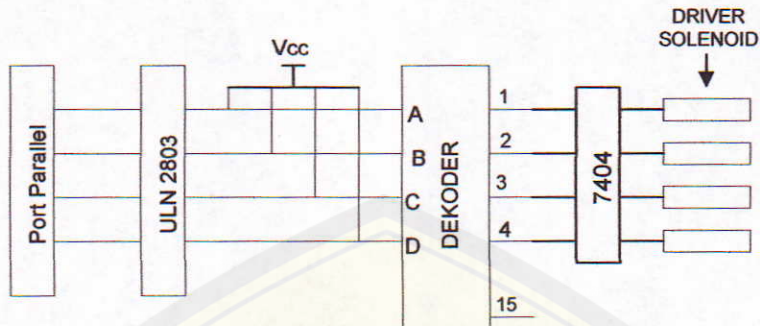 DRIVER
SOLENOID
Vcc
Port Parallel
ULN 2803
A
B
C
D
DEKODER
1
2
3
4
15
7404